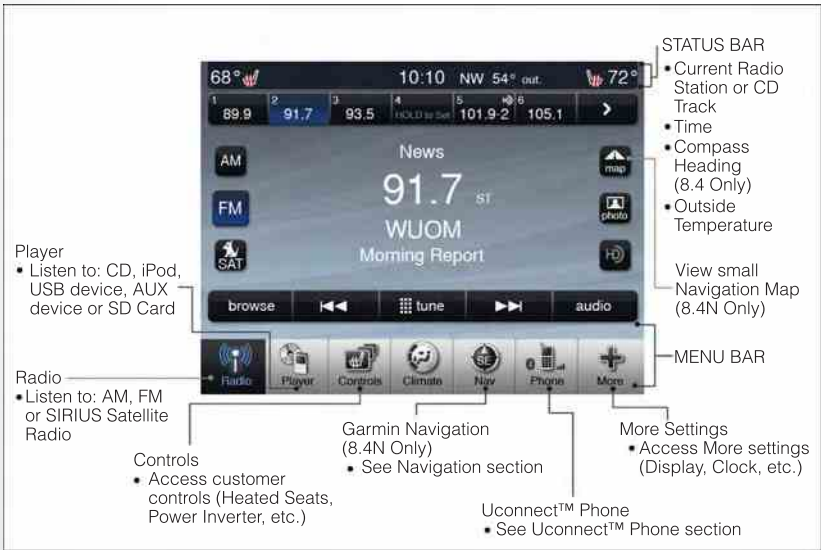 STATUS BAR
• Current Radio
Station or CD
Track
• Time
• Compass
Heading
(8.4 Only)
• Outside
Temperature
68° 10:10 NW 54° out. 72°
1 89.9 2 91.7 3 93.5 4 HOLD to Set 5 101.9-2 HD 6 105.1 >
AM
FM
SAT
News
91.7 ST
WUOM
Morning Report
map
photo
HD
View small
Navigation Map
(8.4N Only)
browse tune audio
MENU BAR
Radio Player Controls Climate Nav Phone More
SE
Player
• Listen to: CD, iPod,
USB device, AUX
device or SD Card
Radio
• Listen to: AM, FM
or SIRIUS Satellite
Radio
Controls
• Access customer
controls (Heated Seats,
Power Inverter, etc.)
Garmin Navigation
(8.4N Only)
• See Navigation section
Uconnect™ Phone
• See Uconnect™ Phone section
More Settings
• Access More settings
(Display, Clock, etc.)